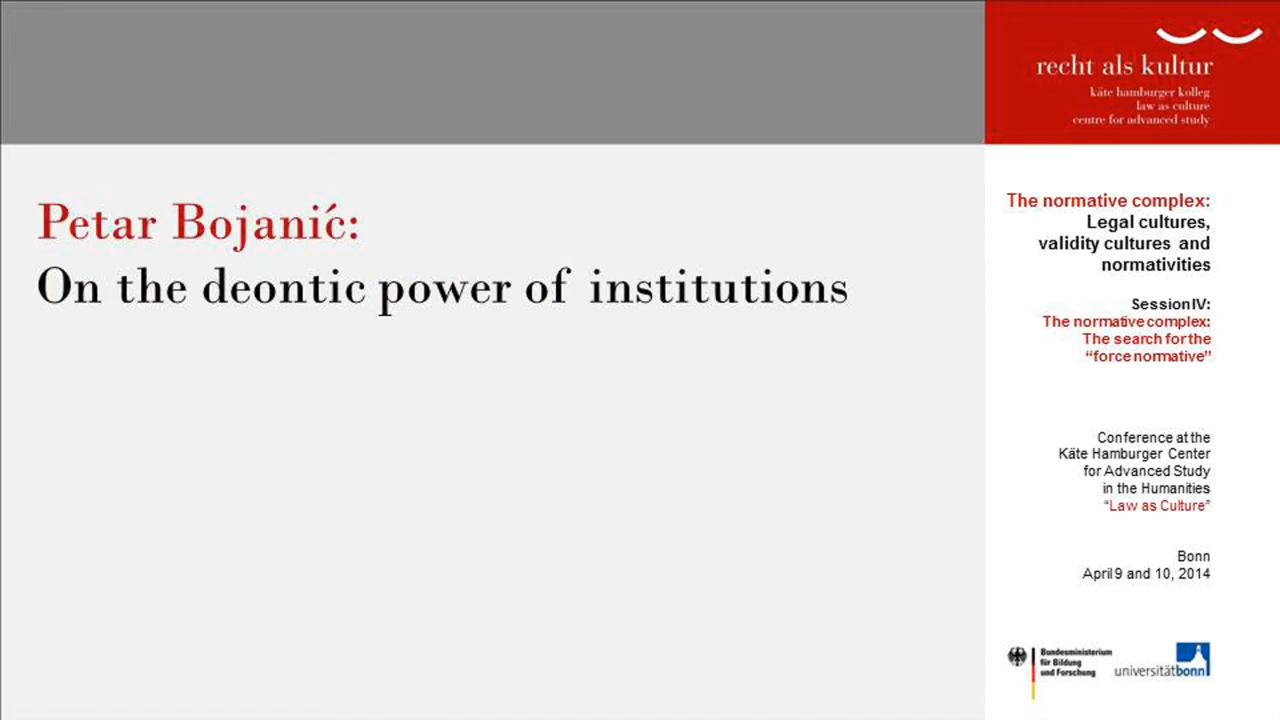 Petar Bojanić:
On the deontic power of institutions
recht als kultur
käte hamburger kolleg
law as culture
centre for advanced study
The normative complex:
Legal cultures,
validity cultures and
normativities
Session IV:
The normative complex:
The search for the
“force normative”
Conference at the
Käte Hamburger Center
for Advanced Study
in the Humanities
“Law as Culture”
Bonn
April 9 and 10, 2014
Bundesministerium
für Bildung
und Forschung
universitätbonn